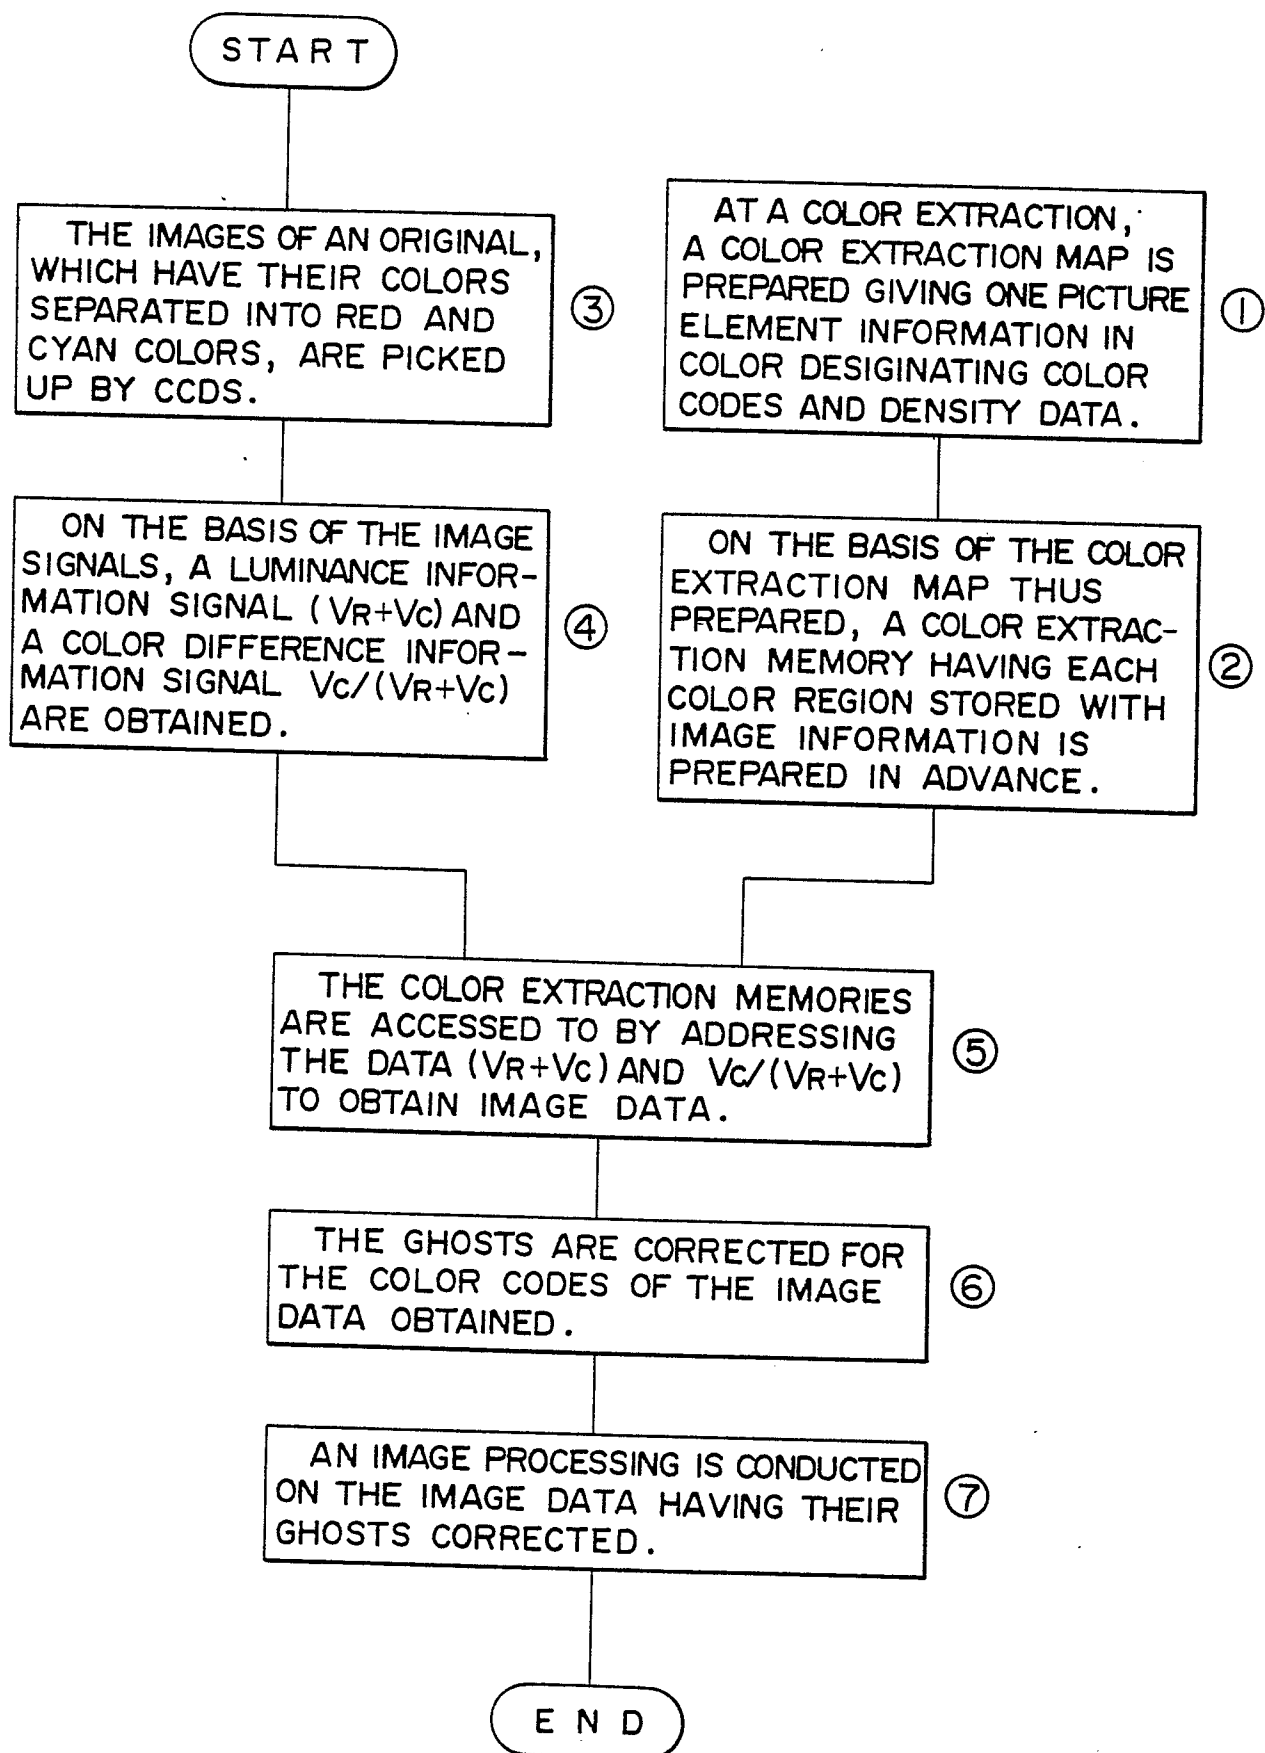 START
THE IMAGES OF AN ORIGINAL,
WHICH HAVE THEIR COLORS
SEPARATED INTO RED AND
CYAN COLORS, ARE PICKED
UP BY CCDS.
③
AT A COLOR EXTRACTION,
A COLOR EXTRACTION MAP IS
PREPARED GIVING ONE PICTURE
ELEMENT INFORMATION IN
COLOR DESIGINATING COLOR
CODES AND DENSITY DATA.
①
ON THE BASIS OF THE IMAGE
SIGNALS, A LUMINANCE INFOR-
MATION SIGNAL (VR+VC) AND
A COLOR DIFFERENCE INFOR-
MATION SIGNAL VC/(VR+VC)
ARE OBTAINED.
④
ON THE BASIS OF THE COLOR
EXTRACTION MAP THUS
PREPARED, A COLOR EXTRAC-
TION MEMORY HAVING EACH
COLOR REGION STORED WITH
IMAGE INFORMATION IS
PREPARED IN ADVANCE.
②
THE COLOR EXTRACTION MEMORIES
ARE ACCESSED TO BY ADDRESSING
THE DATA (VR+VC) AND VC/(VR+VC)
TO OBTAIN IMAGE DATA.
⑤
THE GHOSTS ARE CORRECTED FOR
THE COLOR CODES OF THE IMAGE
DATA OBTAINED.
⑥
AN IMAGE PROCESSING IS CONDUCTED
ON THE IMAGE DATA HAVING THEIR
GHOSTS CORRECTED.
⑦
END